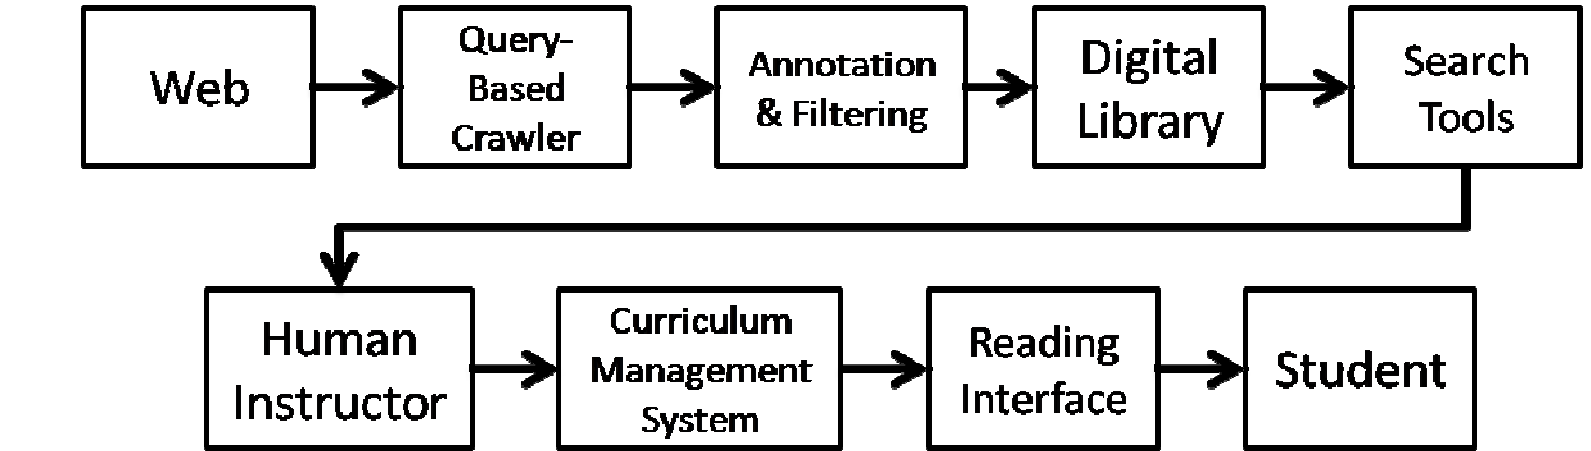 Web
Query-
Based
Crawler
Annotation
& Filtering
Digital
Library
Search
Tools
Human
Instructor
Curriculum
Management
System
Reading
Interface
Student